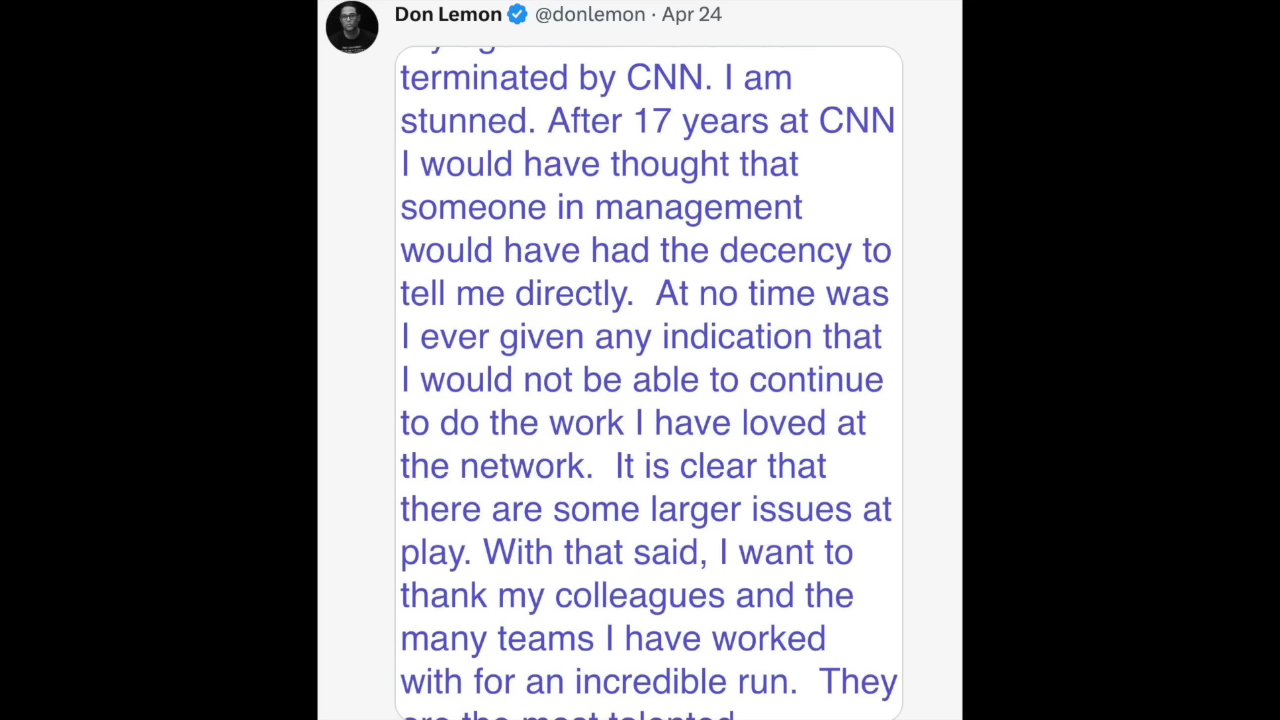 Don Lemon @donlemon · Apr 24
terminated by CNN. I am
stunned. After 17 years at CNN
I would have thought that
someone in management
would have had the decency to
tell me directly.  At no time was
I ever given any indication that
I would not be able to continue
to do the work I have loved at
the network.  It is clear that
there are some larger issues at
play. With that said, I want to
thank my colleagues and the
many teams I have worked
with for an incredible run.  They
are the most talented